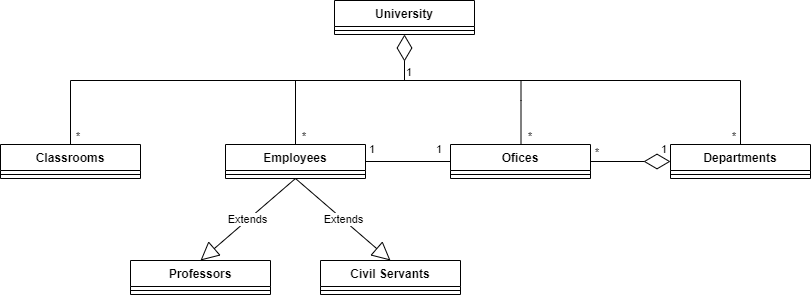 University
1
* * * *
Classrooms
Employees
1 1
Ofices
* 1
Departments
Extends Extends
Professors
Civil Servants